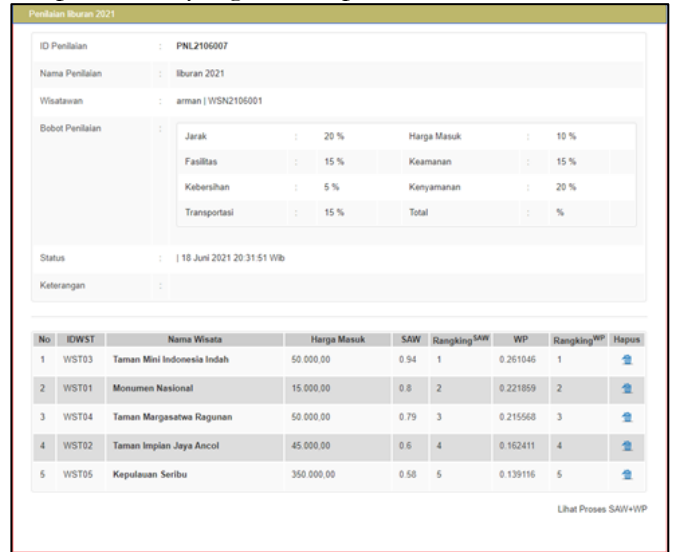 Penilaian liburan 2021
ID Penilaian : PNL2106007
Nama Penilaian : liburan 2021
Wisatawan : arman | WSN2106001
Bobot Penilaian :
Jarak : 20 % Harga Masuk : 10 %
Fasilitas : 15 % Keamanan : 15 %
Kebersihan : 5 % Kenyamanan : 20 %
Transportasi : 15 % Total : %
Status : | 18 Juni 2021 20:31:51 Wib
Keterangan :
No IDWST Nama Wisata Harga Masuk SAW Rangking SAW WP Rangking WP Hapus
1 WST03 Taman Mini Indonesia Indah 50.000,00 0.94 1 0.261046 1
2 WST01 Monumen Nasional 15.000,00 0.8 2 0.221859 2
3 WST04 Taman Margasatwa Ragunan 50.000,00 0.79 3 0.215568 3
4 WST02 Taman Impian Jaya Ancol 45.000,00 0.6 4 0.162411 4
5 WST05 Kepulauan Seribu 350.000,00 0.58 5 0.139116 5
Lihat Proses SAW+WP